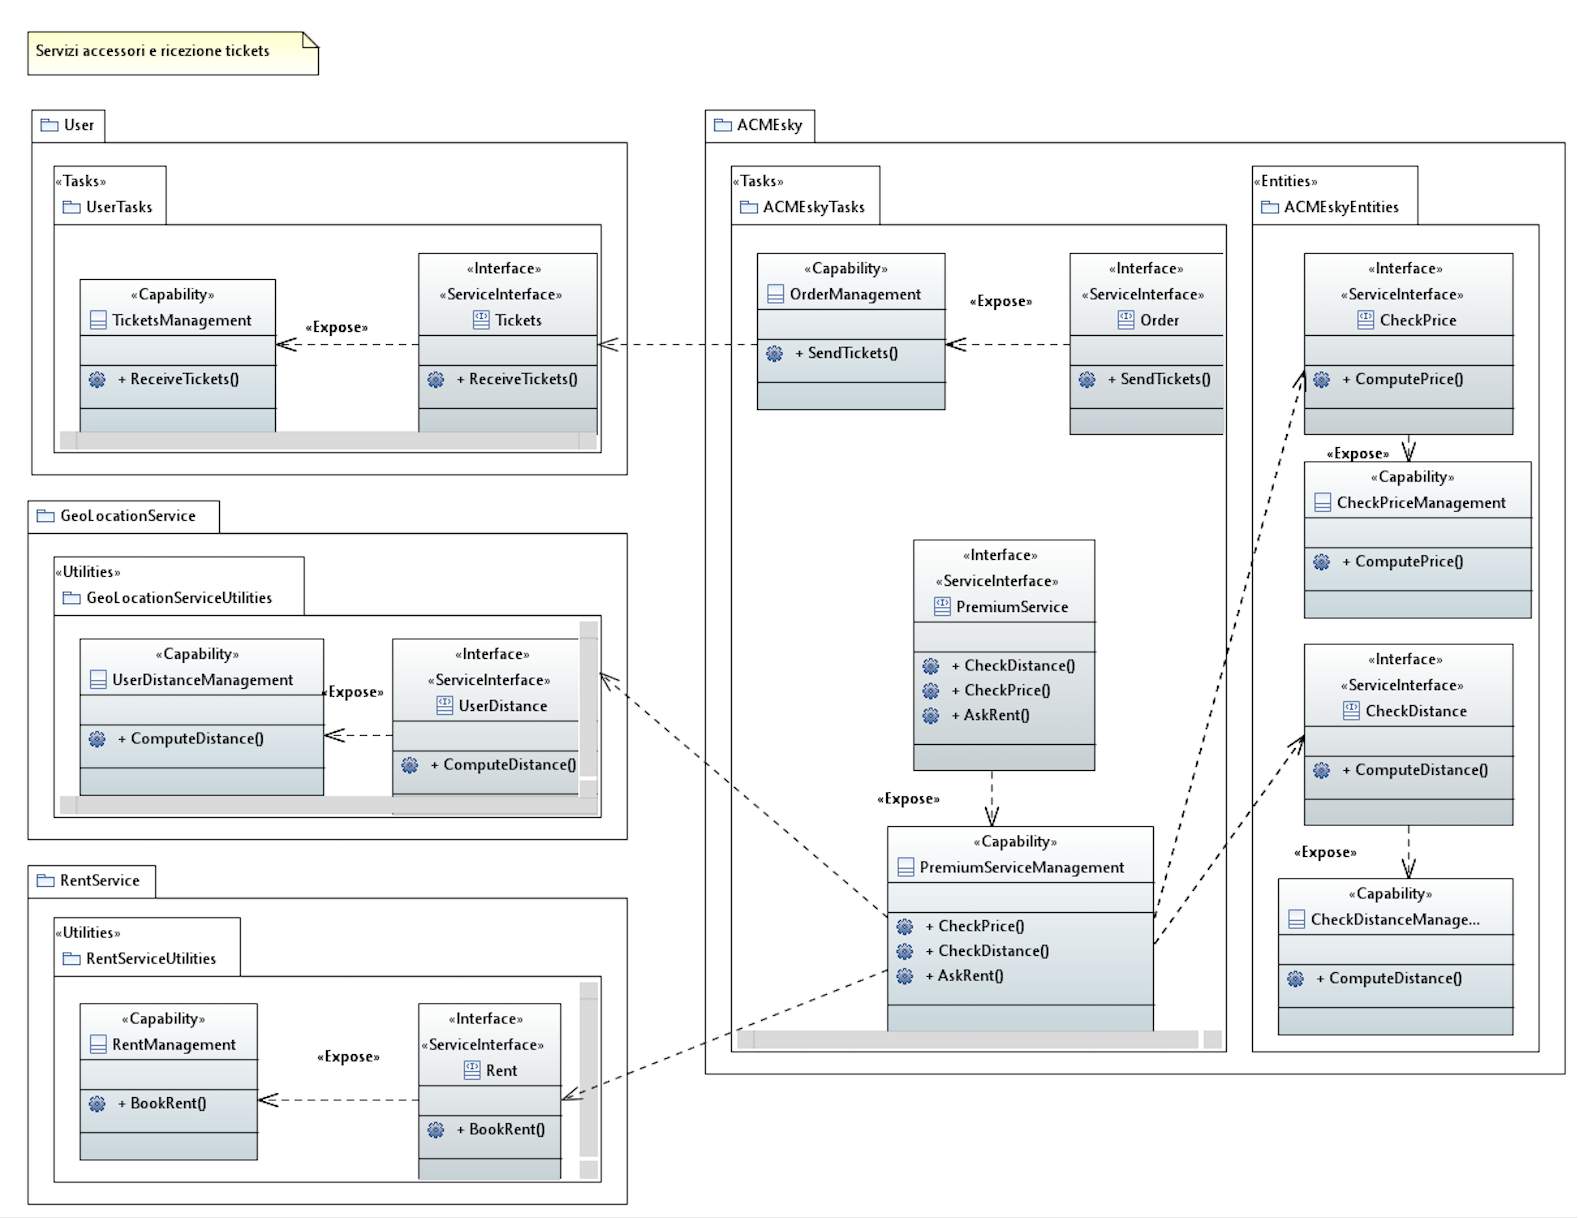 Servizi accessori e ricezione tickets
User
«Tasks»
UserTasks
«Capability»
TicketsManagement
+ ReceiveTickets()
«Expose»
«Interface»
«ServiceInterface»
Tickets
+ ReceiveTickets()
GeoLocationService
«Utilities»
GeoLocationServiceUtilities
«Capability»
UserDistanceManagement
+ ComputeDistance()
«Expose»
«Interface»
«ServiceInterface»
UserDistance
+ ComputeDistance()
RentService
«Utilities»
RentServiceUtilities
«Capability»
RentManagement
+ BookRent()
«Expose»
«Interface»
«ServiceInterface»
Rent
+ BookRent()
ACMEsky
«Tasks»
ACMEskyTasks
«Capability»
OrderManagement
+ SendTickets()
«Expose»
«Interface»
«ServiceInterface»
Order
+ SendTickets()
«Interface»
«ServiceInterface»
PremiumService
+ CheckDistance()
+ CheckPrice()
+ AskRent()
«Expose»
«Capability»
PremiumServiceManagement
+ CheckPrice()
+ CheckDistance()
+ AskRent()
«Entities»
ACMEskyEntities
«Interface»
«ServiceInterface»
CheckPrice
+ ComputePrice()
«Expose»
«Capability»
CheckPriceManagement
+ ComputePrice()
«Interface»
«ServiceInterface»
CheckDistance
+ ComputeDistance()
«Expose»
«Capability»
CheckDistanceManage...
+ ComputeDistance()